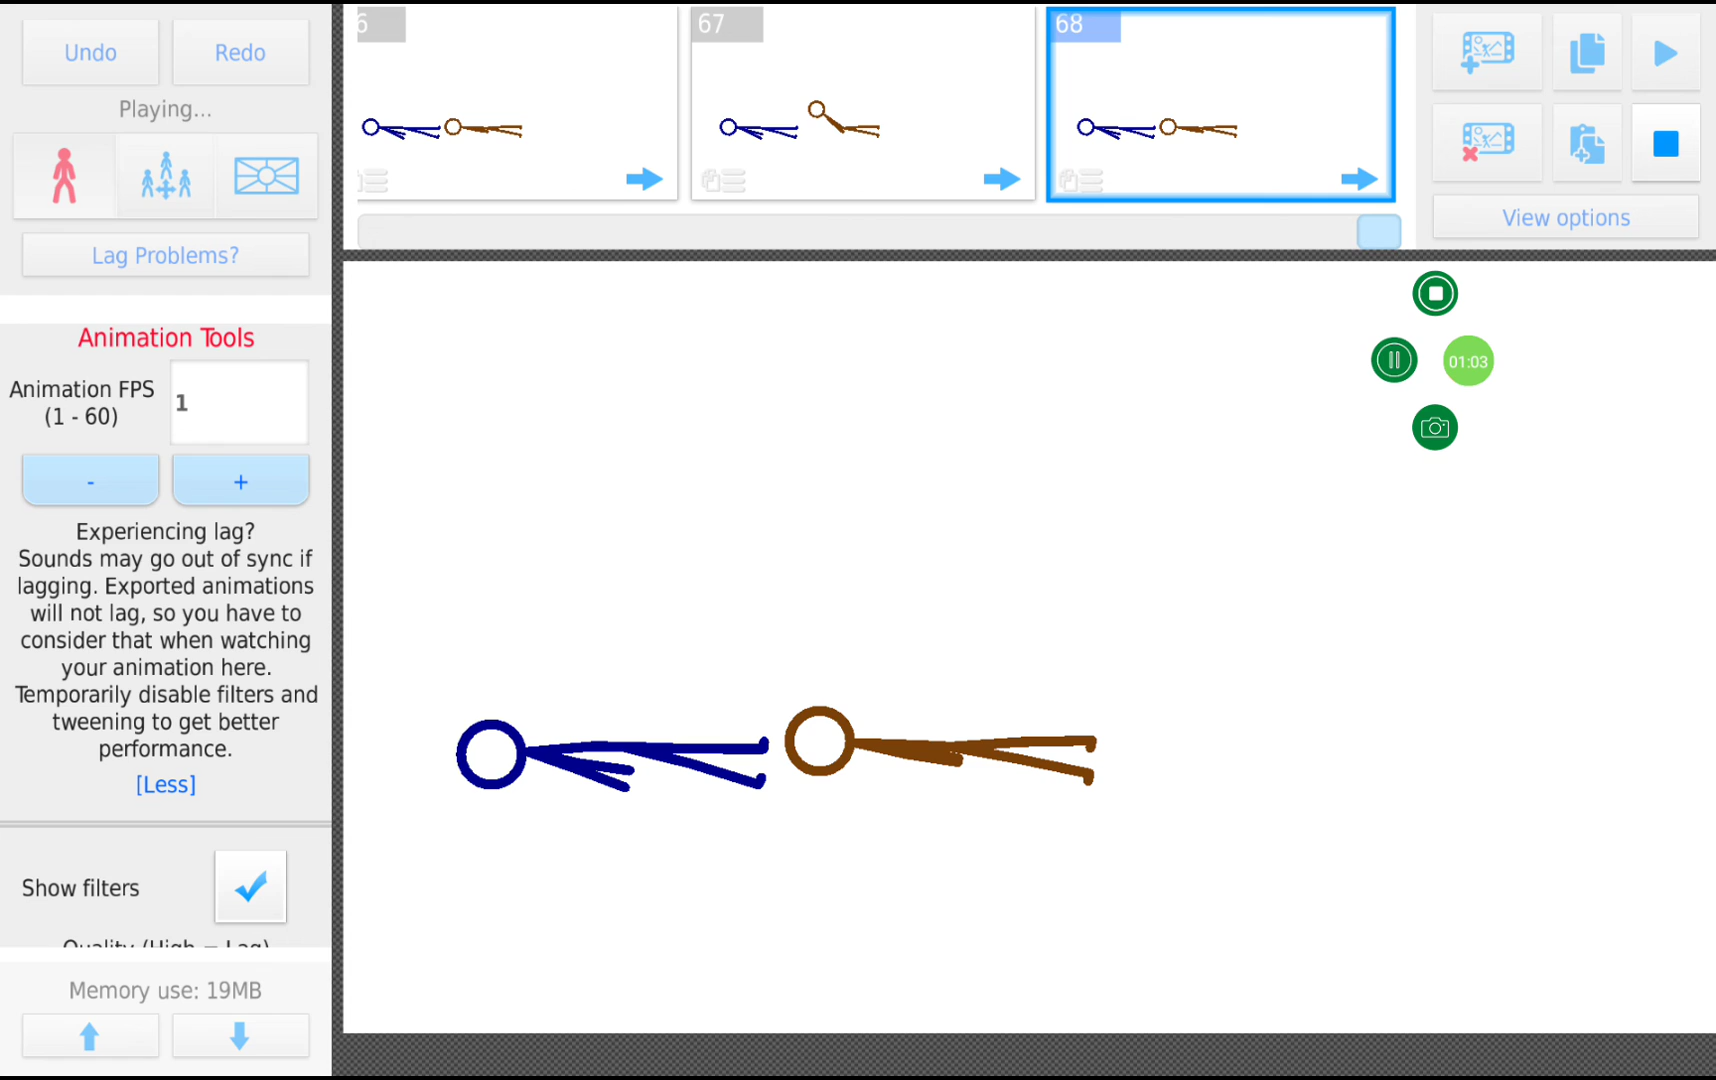 Undo
Redo
Playing...
Lag Problems?
6
67
68
View options
01:03
Animation Tools
Animation FPS
(1 - 60)
1
-
+
Experiencing lag?
Sounds may go out of sync if
lagging. Exported animations
will not lag, so you have to
consider that when watching
your animation here.
Temporarily disable filters and
tweening to get better
performance.
[Less]
Show filters
Quality (High = Lag)
Memory use: 19MB